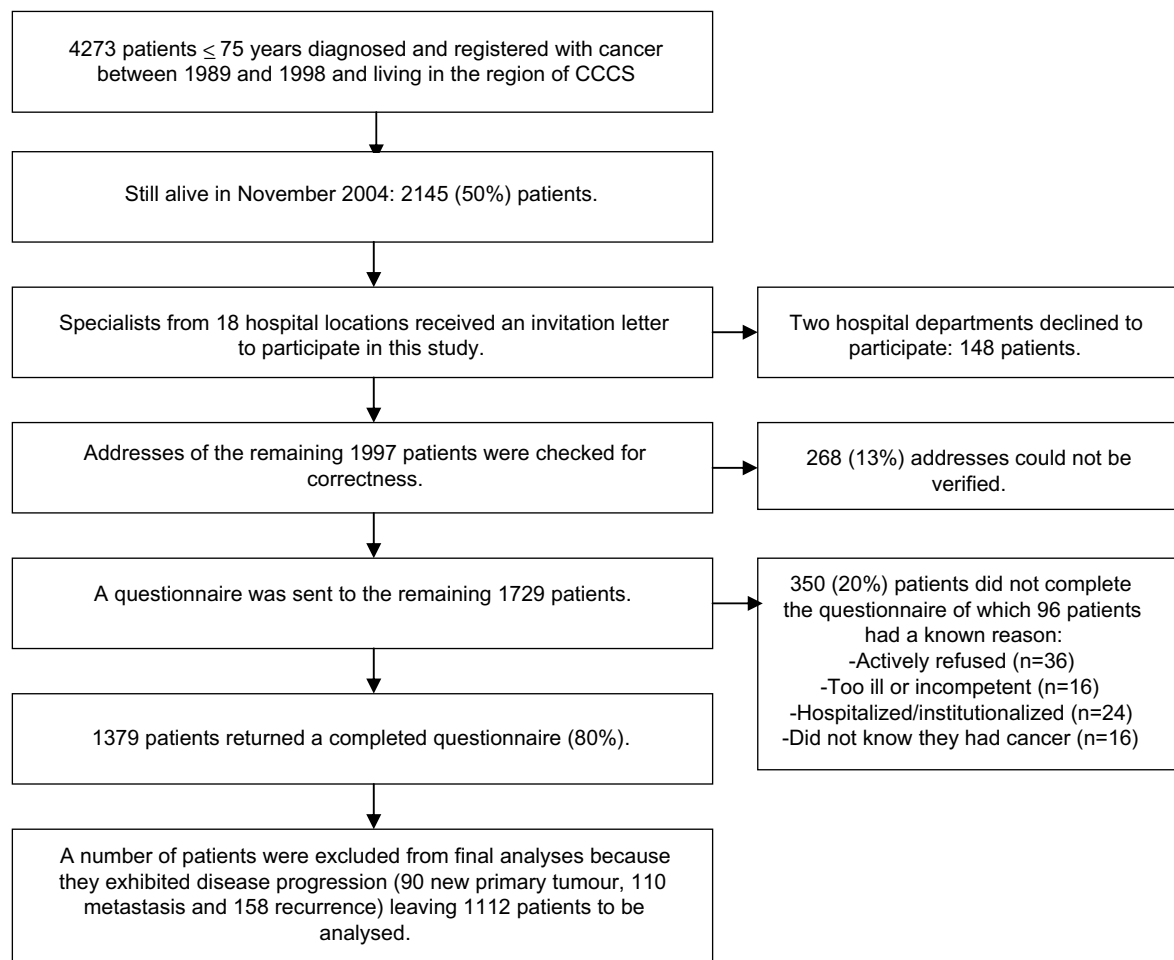 4273 patients ≤ 75 years diagnosed and registered with cancer
between 1989 and 1998 and living in the region of CCCS
Still alive in November 2004: 2145 (50%) patients.
Specialists from 18 hospital locations received an invitation letter
to participate in this study.
Two hospital departments declined to
participate: 148 patients.
Addresses of the remaining 1997 patients were checked for
correctness.
268 (13%) addresses could not be
verified.
A questionnaire was sent to the remaining 1729 patients.
350 (20%) patients did not complete
the questionnaire of which 96 patients
had a known reason:
-Actively refused (n=36)
-Too ill or incompetent (n=16)
-Hospitalized/institutionalized (n=24)
-Did not know they had cancer (n=16)
1379 patients returned a completed questionnaire (80%).
A number of patients were excluded from final analyses because
they exhibited disease progression (90 new primary tumour, 110
metastasis and 158 recurrence) leaving 1112 patients to be
analysed.